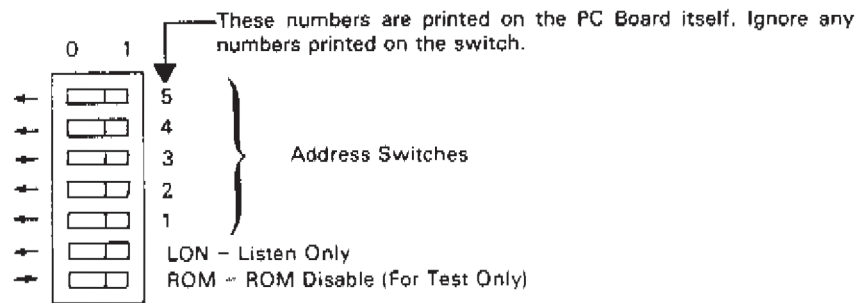 These numbers are printed on the PC Board itself. Ignore any
numbers printed on the switch.
0 1
5
4
3
Address Switches
2
1
LON – Listen Only
ROM – ROM Disable (For Test Only)